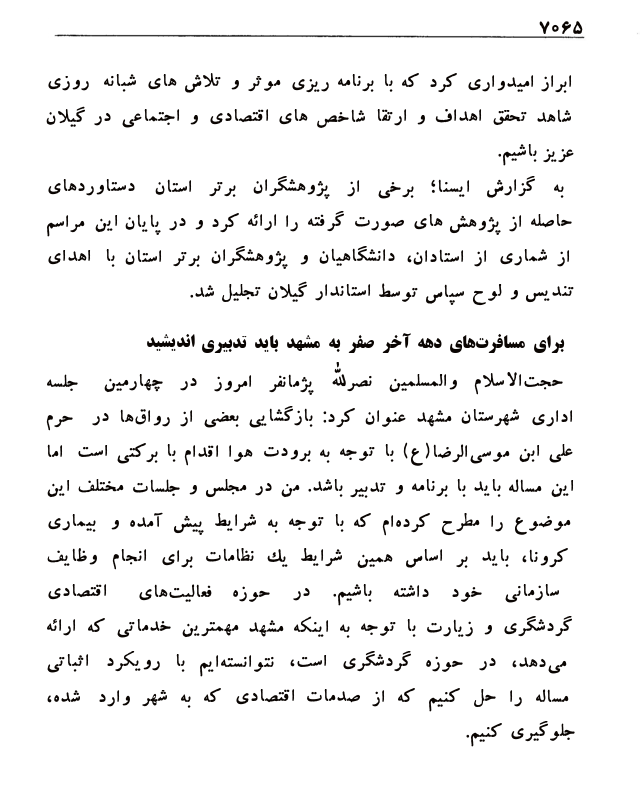 ۷۰۶۵
ابراز امیدواری کرد که با برنامه ریزی موثر و تلاش های شبانه روزی
شاهد تحقق اهداف و ارتقا شاخص های اقتصادی و اجتماعی در گیلان
عزیز باشیم.
به گزارش ایسنا؛ برخی از پژوهشگران برتر استان دستاوردهای
حاصله از پژوهش های صورت گرفته را ارائه کرد و در پایان این مراسم
از شماری از استادان، دانشگاهیان و پژوهشگران برتر استان با اهدای
تندیس و لوح سپاس توسط استاندار گیلان تجلیل شد.
برای مسافرت‌های دهه آخر صفر به مشهد باید تدبیری اندیشید
حجت‌الاسلام والمسلمین نصرالله پژمانفر امروز در چهارمین جلسه
اداری شهرستان مشهد عنوان کرد: بازگشایی بعضی از رواق‌ها در حرم
علی ابن موسی‌الرضا(ع) با توجه به برودت هوا اقدام با برکتی است اما
این مساله باید با برنامه و تدبیر باشد. من در مجلس و جلسات مختلف این
موضوع را مطرح کرده‌ام که با توجه به شرایط پیش آمده و بیماری
کرونا، باید بر اساس همین شرایط یك نظامات برای انجام وظایف
سازمانی خود داشته باشیم. در حوزه فعالیت‌های اقتصادی
گردشگری و زیارت با توجه به اینکه مشهد مهمترین خدماتی که ارائه
می‌دهد، در حوزه گردشگری است، نتوانسته‌ایم با رویکرد اثباتی
مساله را حل کنیم که از صدمات اقتصادی که به شهر وارد شده،
جلوگیری کنیم.